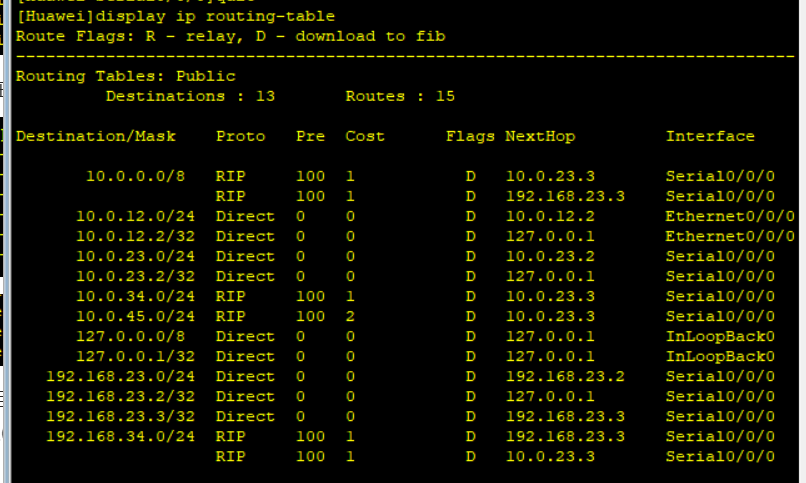 [Huawei]display ip routing-table
Route Flags: R - relay, D - download to fib
------------------------------------------------------------------------------
Routing Tables: Public
         Destinations : 13       Routes : 15

Destination/Mask    Proto   Pre  Cost      Flags NextHop         Interface

       10.0.0.0/8   RIP     100  1           D   10.0.23.3       Serial0/0/0
                    RIP     100  1           D   192.168.23.3    Serial0/0/0
      10.0.12.0/24  Direct  0    0           D   10.0.12.2       Ethernet0/0/0
      10.0.12.2/32  Direct  0    0           D   127.0.0.1       Ethernet0/0/0
      10.0.23.0/24  Direct  0    0           D   10.0.23.2       Serial0/0/0
      10.0.23.2/32  Direct  0    0           D   127.0.0.1       Serial0/0/0
      10.0.34.0/24  RIP     100  1           D   10.0.23.3       Serial0/0/0
      10.0.45.0/24  RIP     100  2           D   10.0.23.3       Serial0/0/0
      127.0.0.0/8   Direct  0    0           D   127.0.0.1       InLoopBack0
      127.0.0.1/32  Direct  0    0           D   127.0.0.1       InLoopBack0
   192.168.23.0/24  Direct  0    0           D   192.168.23.2    Serial0/0/0
   192.168.23.2/32  Direct  0    0           D   127.0.0.1       Serial0/0/0
   192.168.23.3/32  Direct  0    0           D   192.168.23.3    Serial0/0/0
   192.168.34.0/24  RIP     100  1           D   192.168.23.3    Serial0/0/0
                    RIP     100  1           D   10.0.23.3       Serial0/0/0